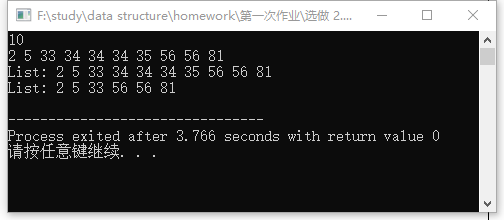 F:\study\data structure\homework\第一次作业\选做 2....
10
2 5 33 34 34 34 35 56 56 81
List: 2 5 33 34 34 34 35 56 56 81
List: 2 5 33 56 56 81
--------------------------------
Process exited after 3.766 seconds with return value 0
请按任意键继续. . .